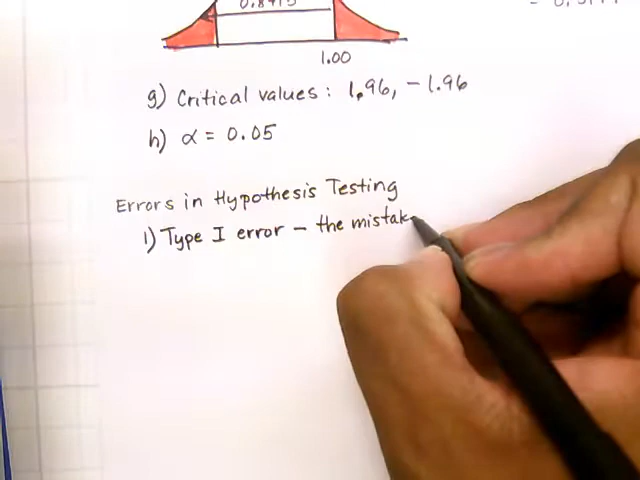 1.00
g) Critical values: 1.96, -1.96
h) α = 0.05
Errors in Hypothesis Testing
1) Type I error - the mistak